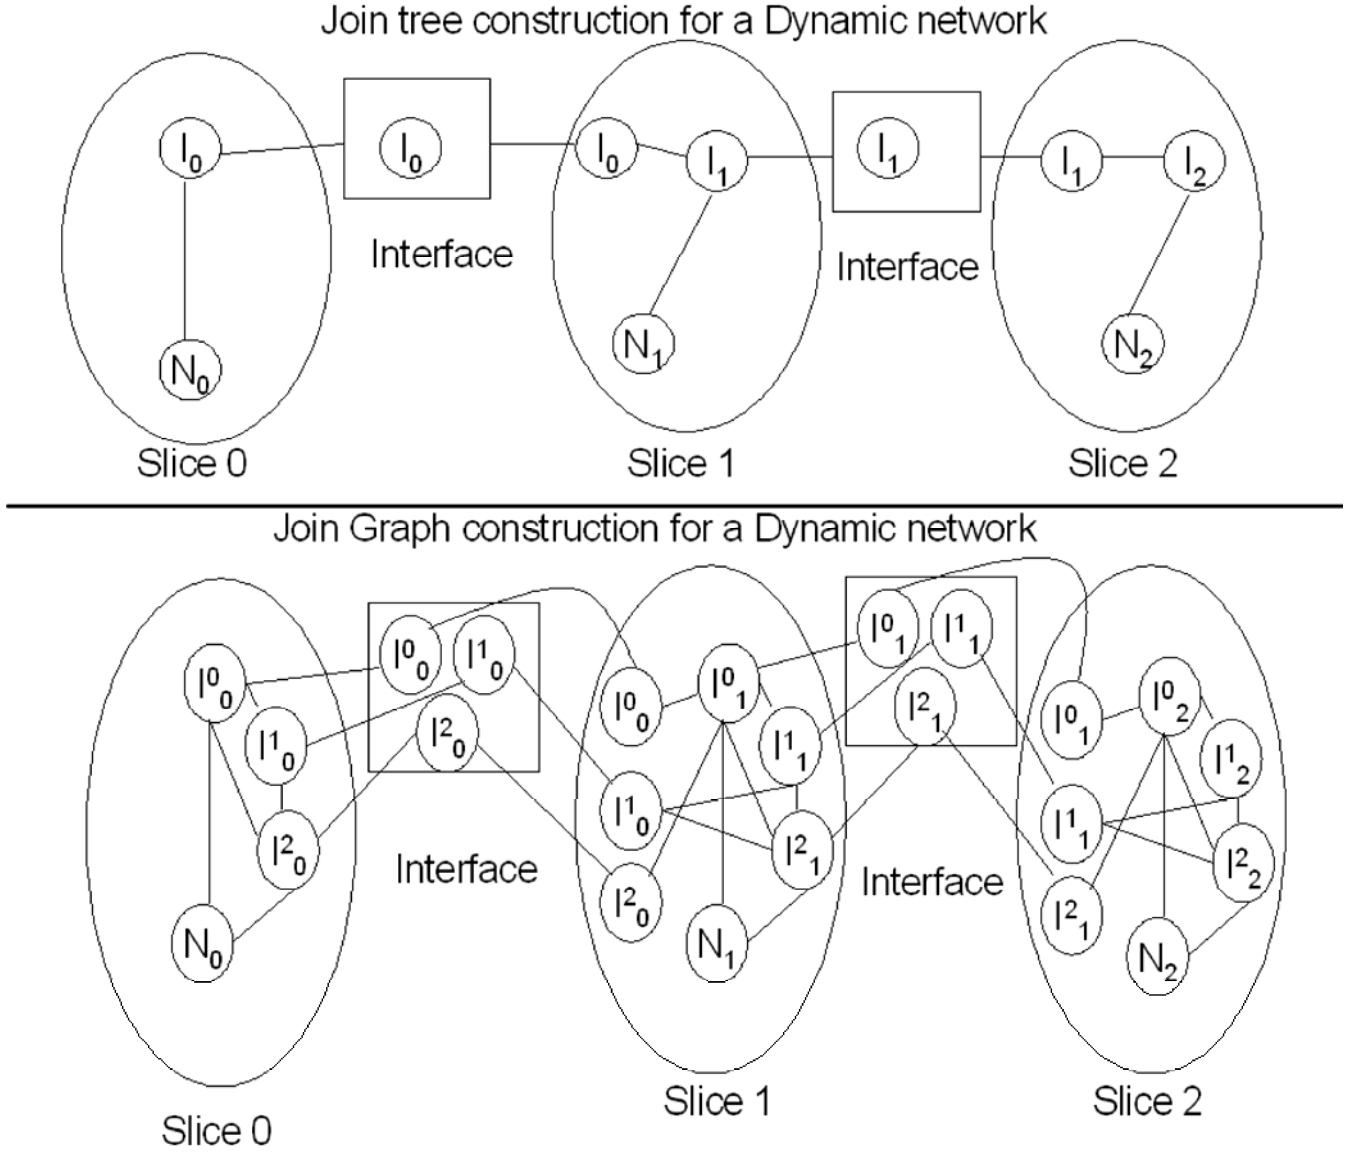 Join tree construction for a Dynamic network
I₀ I₀ I₀ I₁ I₁ I₁ I₂
Interface Interface
N₀ N₁ N₂
Slice 0 Slice 1 Slice 2
Join Graph construction for a Dynamic network
I⁰₀ I¹₀ I²₀ N₀
I⁰₀ I¹₀ I²₀
Interface
I⁰₀ I¹₀ I²₀ I⁰₁ I¹₁ I²₁ N₁
I⁰₁ I¹₁ I²₁
Interface
I⁰₁ I¹₁ I²₁ I⁰₂ I¹₂ I²₂ N₂
Slice 0 Slice 1 Slice 2